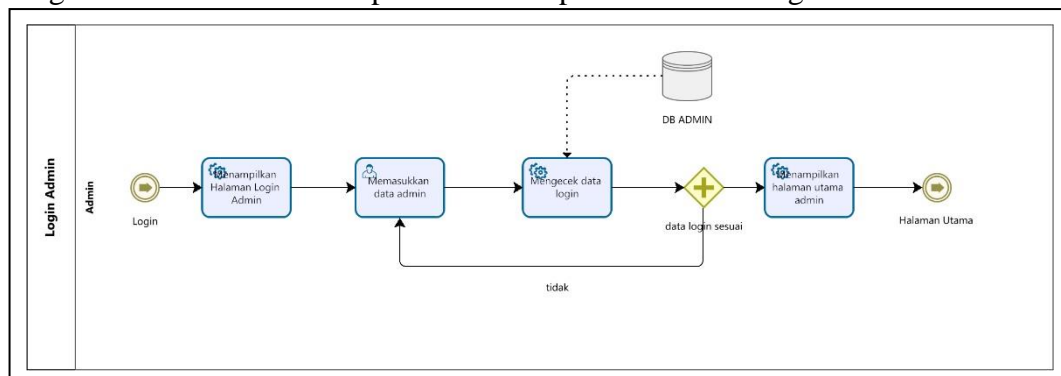 Login Admin
Admin
Login
Menampilkan
Halaman Login
Admin
Memasukkan
data admin
Mengecek data
login
DB ADMIN
data login sesuai
tidak
Menampilkan
halaman utama
admin
Halaman Utama